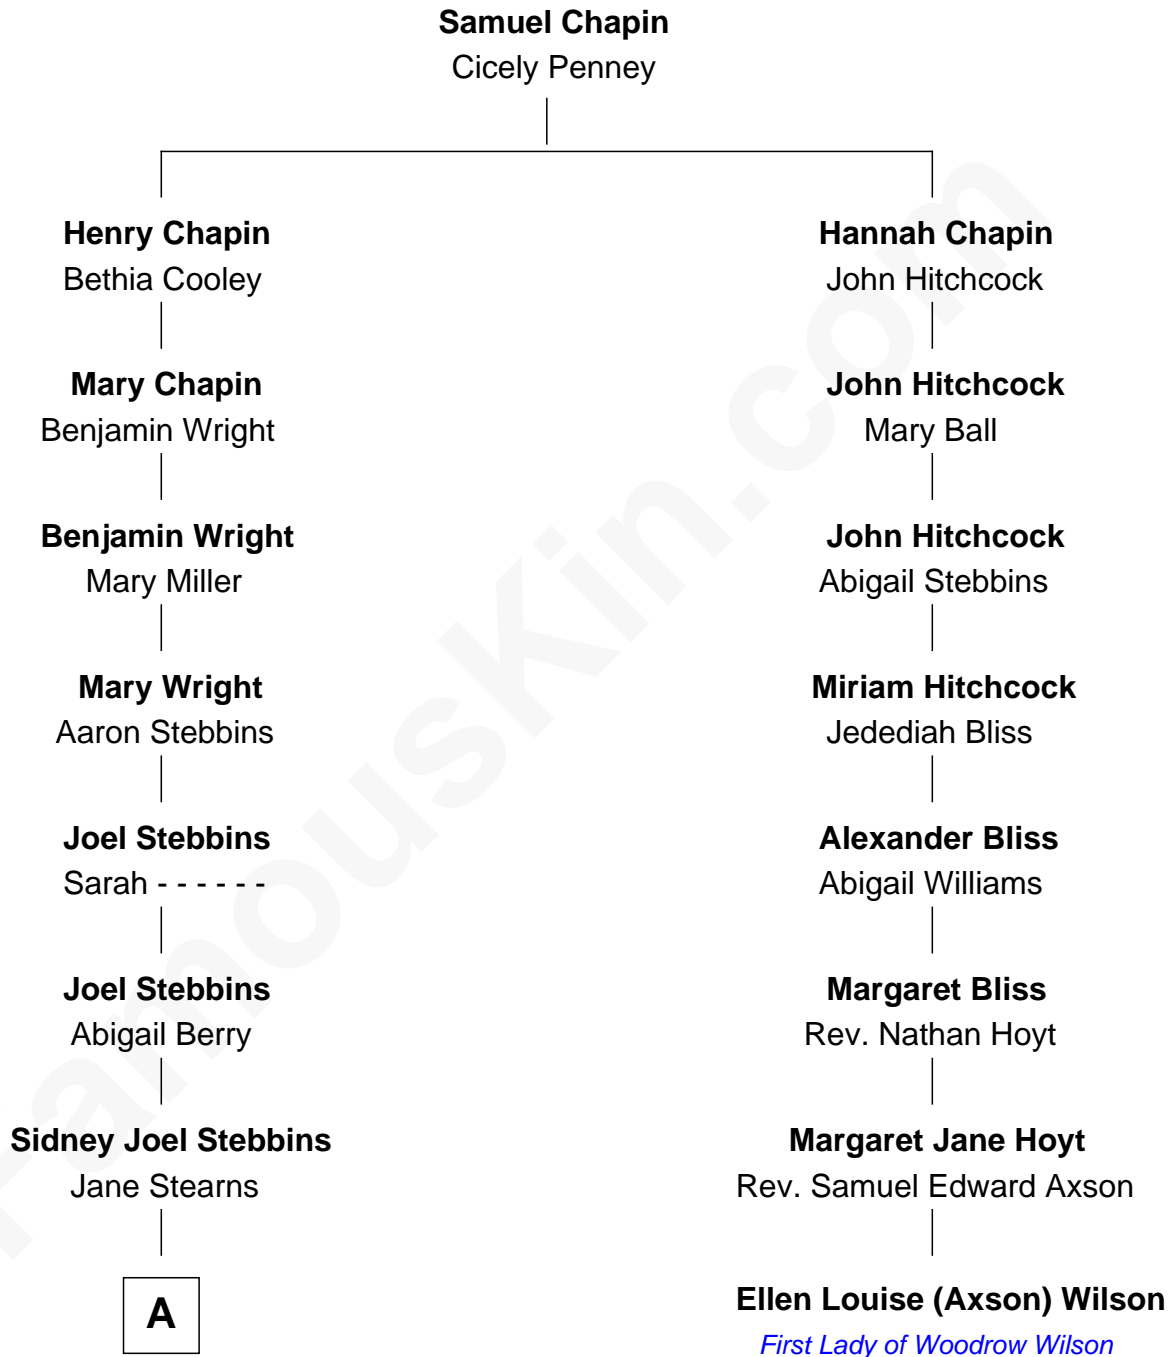 Samuel Chapin
Cicely Penney
Henry Chapin
Bethia Cooley
Hannah Chapin
John Hitchcock
Mary Chapin
Benjamin Wright
John Hitchcock
Mary Ball
Benjamin Wright
Mary Miller
John Hitchcock
Abigail Stebbins
Mary Wright
Aaron Stebbins
Miriam Hitchcock
Jedediah Bliss
Joel Stebbins
Sarah - - - - - -
Alexander Bliss
Abigail Williams
Joel Stebbins
Abigail Berry
Margaret Bliss
Rev. Nathan Hoyt
Sidney Joel Stebbins
Jane Stearns
Margaret Jane Hoyt
Rev. Samuel Edward Axson
A
Ellen Louise (Axson) Wilson
First Lady of Woodrow Wilson
FamousKin.com